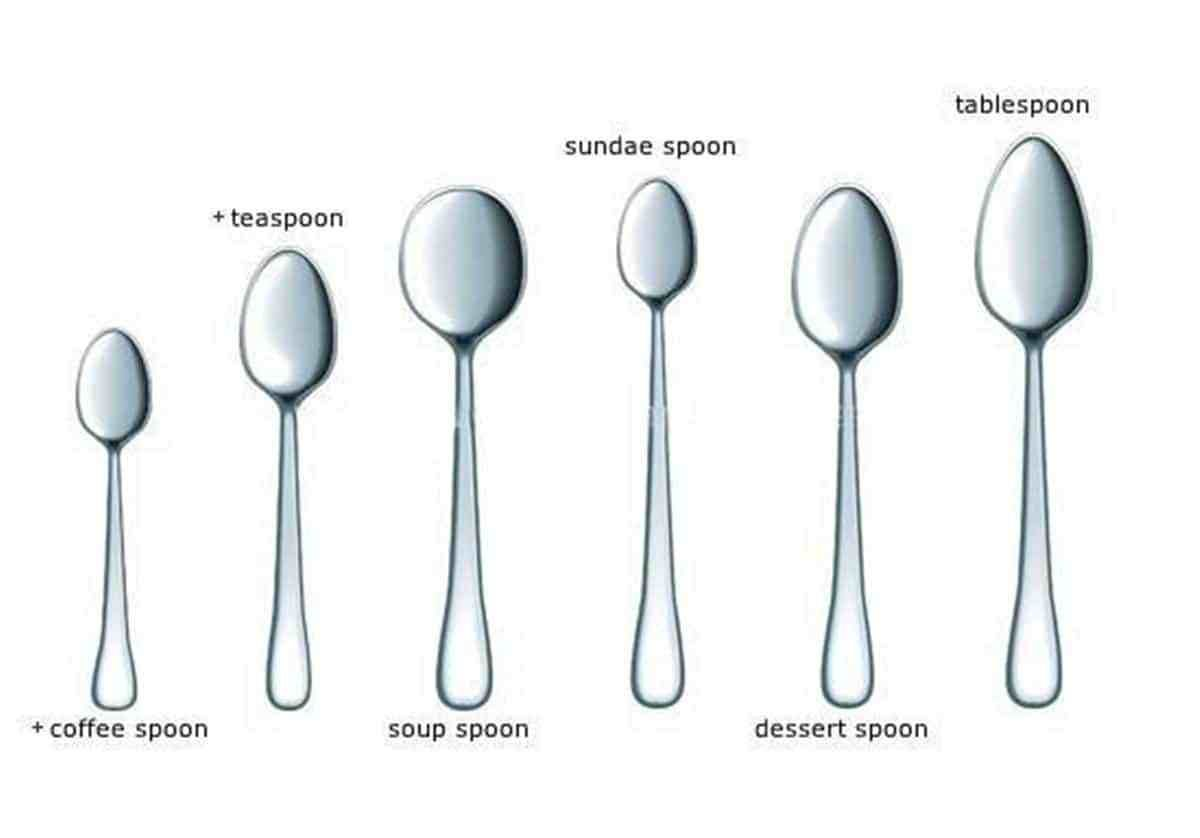 tablespoon
sundae spoon
+ teaspoon
+ coffee spoon
soup spoon
dessert spoon